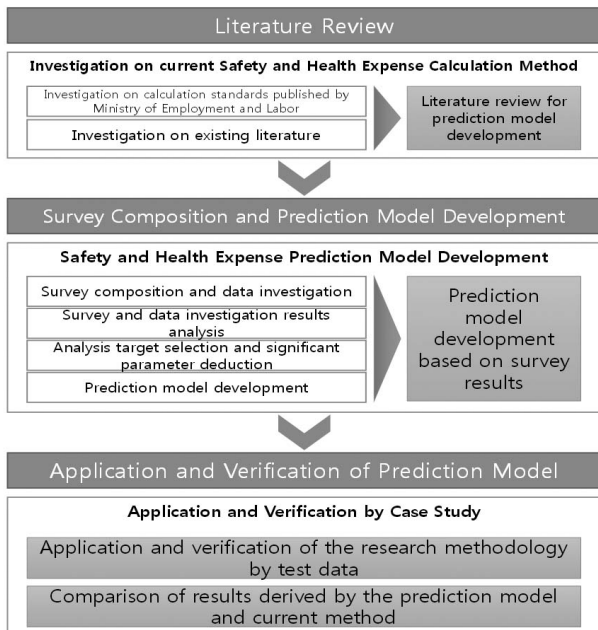 Literature Review
Investigation on current Safety and Health Expense Calculation Method
Investigation on calculation standards published by
Ministry of Employment and Labor
Investigation on existing literature
Literature review for
prediction model
development
Survey Composition and Prediction Model Development
Safety and Health Expense Prediction Model Development
Survey composition and data investigation
Survey and data investigation results
analysis
Analysis target selection and significant
parameter deduction
Prediction model development
Prediction
model
development
based on survey
results
Application and Verification of Prediction Model
Application and Verification by Case Study
Application and verification of the research methodology
by test data
Comparison of results derived by the prediction model
and current method